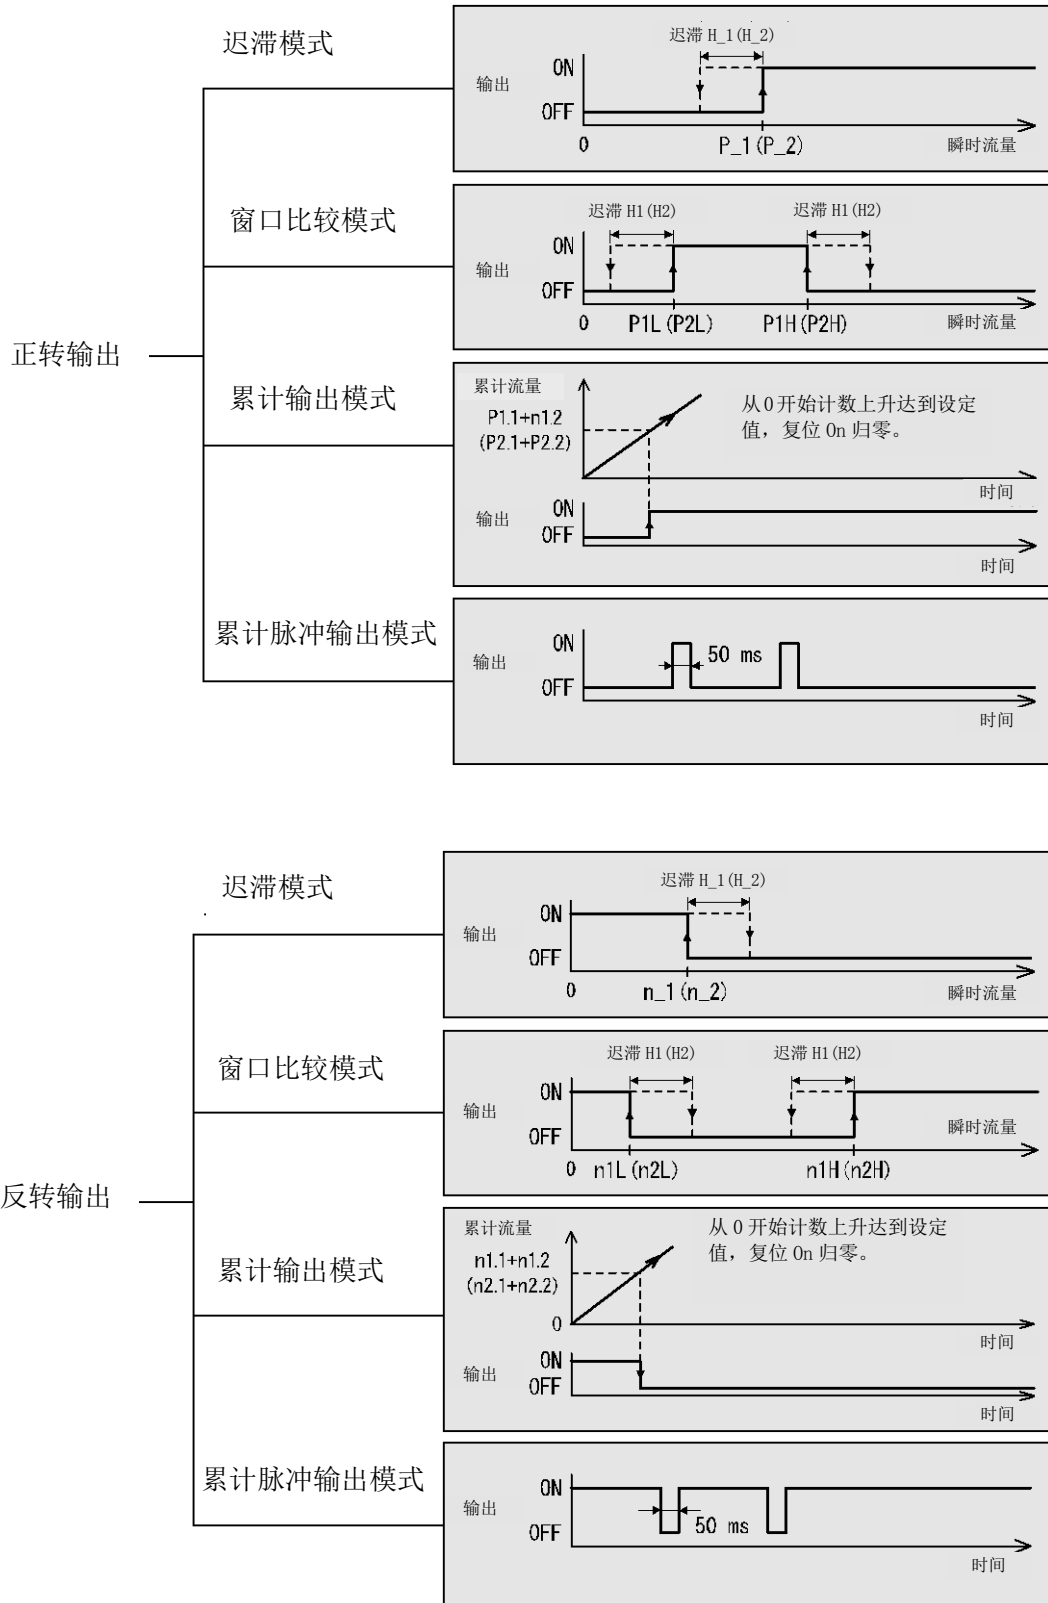 迟滞模式
迟滞 H_1(H_2)
输出
ON
OFF
0
P_1(P_2)
瞬时流量
窗口比较模式
迟滞 H1(H2)
迟滞 H1(H2)
输出
ON
OFF
0
P1L(P2L)
P1H(P2H)
瞬时流量
正转输出
累计输出模式
累计流量
P1.1+n1.2
(P2.1+P2.2)
从0开始计数上升达到设定
值，复位 On 归零。
时间
输出
ON
OFF
时间
累计脉冲输出模式
输出
ON
OFF
50 ms
时间
迟滞模式
迟滞 H_1(H_2)
输出
ON
OFF
0
n_1(n_2)
瞬时流量
窗口比较模式
迟滞 H1(H2)
迟滞 H1(H2)
输出
ON
OFF
瞬时流量
0
n1L(n2L)
n1H(n2H)
反转输出
累计输出模式
累计流量
n1.1+n1.2
(n2.1+n2.2)
0
从 0 开始计数上升达到设定
值，复位 On 归零。
时间
输出
ON
OFF
时间
累计脉冲输出模式
输出
ON
OFF
50 ms
时间